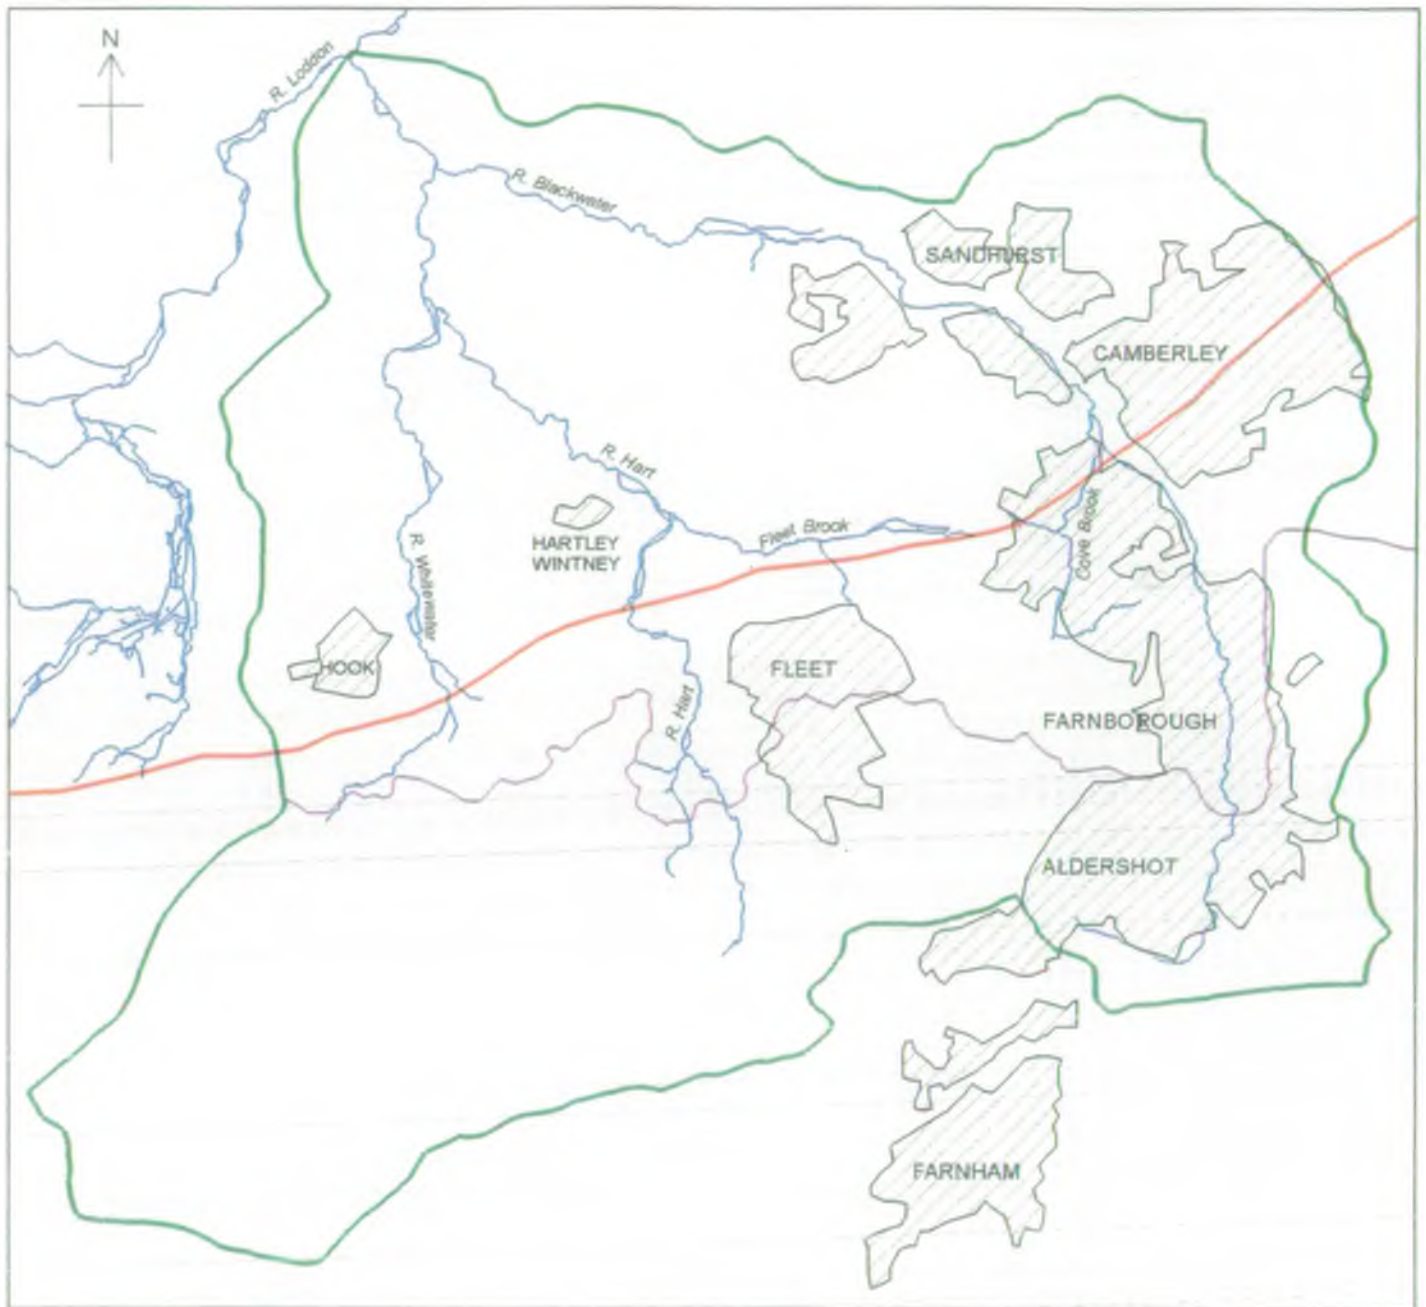 N
R. Loddon
R. Blackwater
SANDHURST
CAMBERLEY
R. Hart
HARTLEY
WINTNEY
Fleet Brook
Cove Brook
R. Whitewater
HOOK
FLEET
R. Hart
FARNBOROUGH
ALDERSHOT
FARNHAM